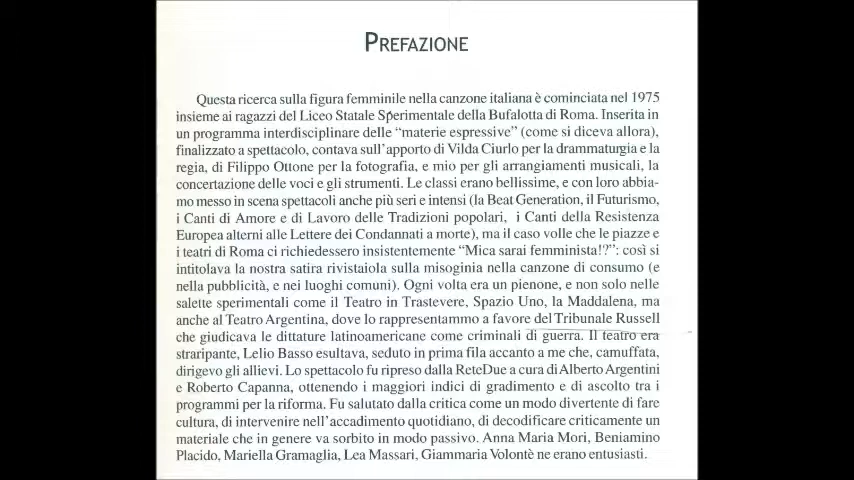 PREFAZIONE
Questa ricerca sulla figura femminile nella canzone italiana è cominciata nel 1975
insieme ai ragazzi del Liceo Statale Sperimentale della Bufalotta di Roma. Inserita in
un programma interdisciplinare delle “materie espressive” (come si diceva allora),
finalizzato a spettacolo, contava sull’apporto di Vilda Ciurlo per la drammaturgia e la
regia, di Filippo Ottone per la fotografia, e mio per gli arrangiamenti musicali, la
concertazione delle voci e gli strumenti. Le classi erano bellissime, e con loro abbia-
mo messo in scena spettacoli anche più seri e intensi (la Beat Generation, il Futurismo,
i Canti di Amore e di Lavoro delle Tradizioni popolari, i Canti della Resistenza
Europea alterni alle Lettere dei Condannati a morte), ma il caso volle che le piazze e
i teatri di Roma ci richiedessero insistentemente “Mica sarai femminista!?”: così si
intitolava la nostra satira rivistaiola sulla misoginia nella canzone di consumo (e
nella pubblicità, e nei luoghi comuni). Ogni volta era un pienone, e non solo nelle
salette sperimentali come il Teatro in Trastevere, Spazio Uno, la Maddalena, ma
anche al Teatro Argentina, dove lo rappresentammo a favore del Tribunale Russell
che giudicava le dittature latinoamericane come criminali di guerra. Il teatro era
straripante, Lelio Basso esultava, seduto in prima fila accanto a me che, camuffata,
dirigevo gli allievi. Lo spettacolo fu ripreso dalla ReteDue a cura di Alberto Argentini
e Roberto Capanna, ottenendo i maggiori indici di gradimento e di ascolto tra i
programmi per la riforma. Fu salutato dalla critica come un modo divertente di fare
cultura, di intervenire nell’accadimento quotidiano, di decodificare criticamente un
materiale che in genere va sorbito in modo passivo. Anna Maria Mori, Beniamino
Placido, Mariella Gramaglia, Lea Massari, Giammaria Volontè ne erano entusiasti.